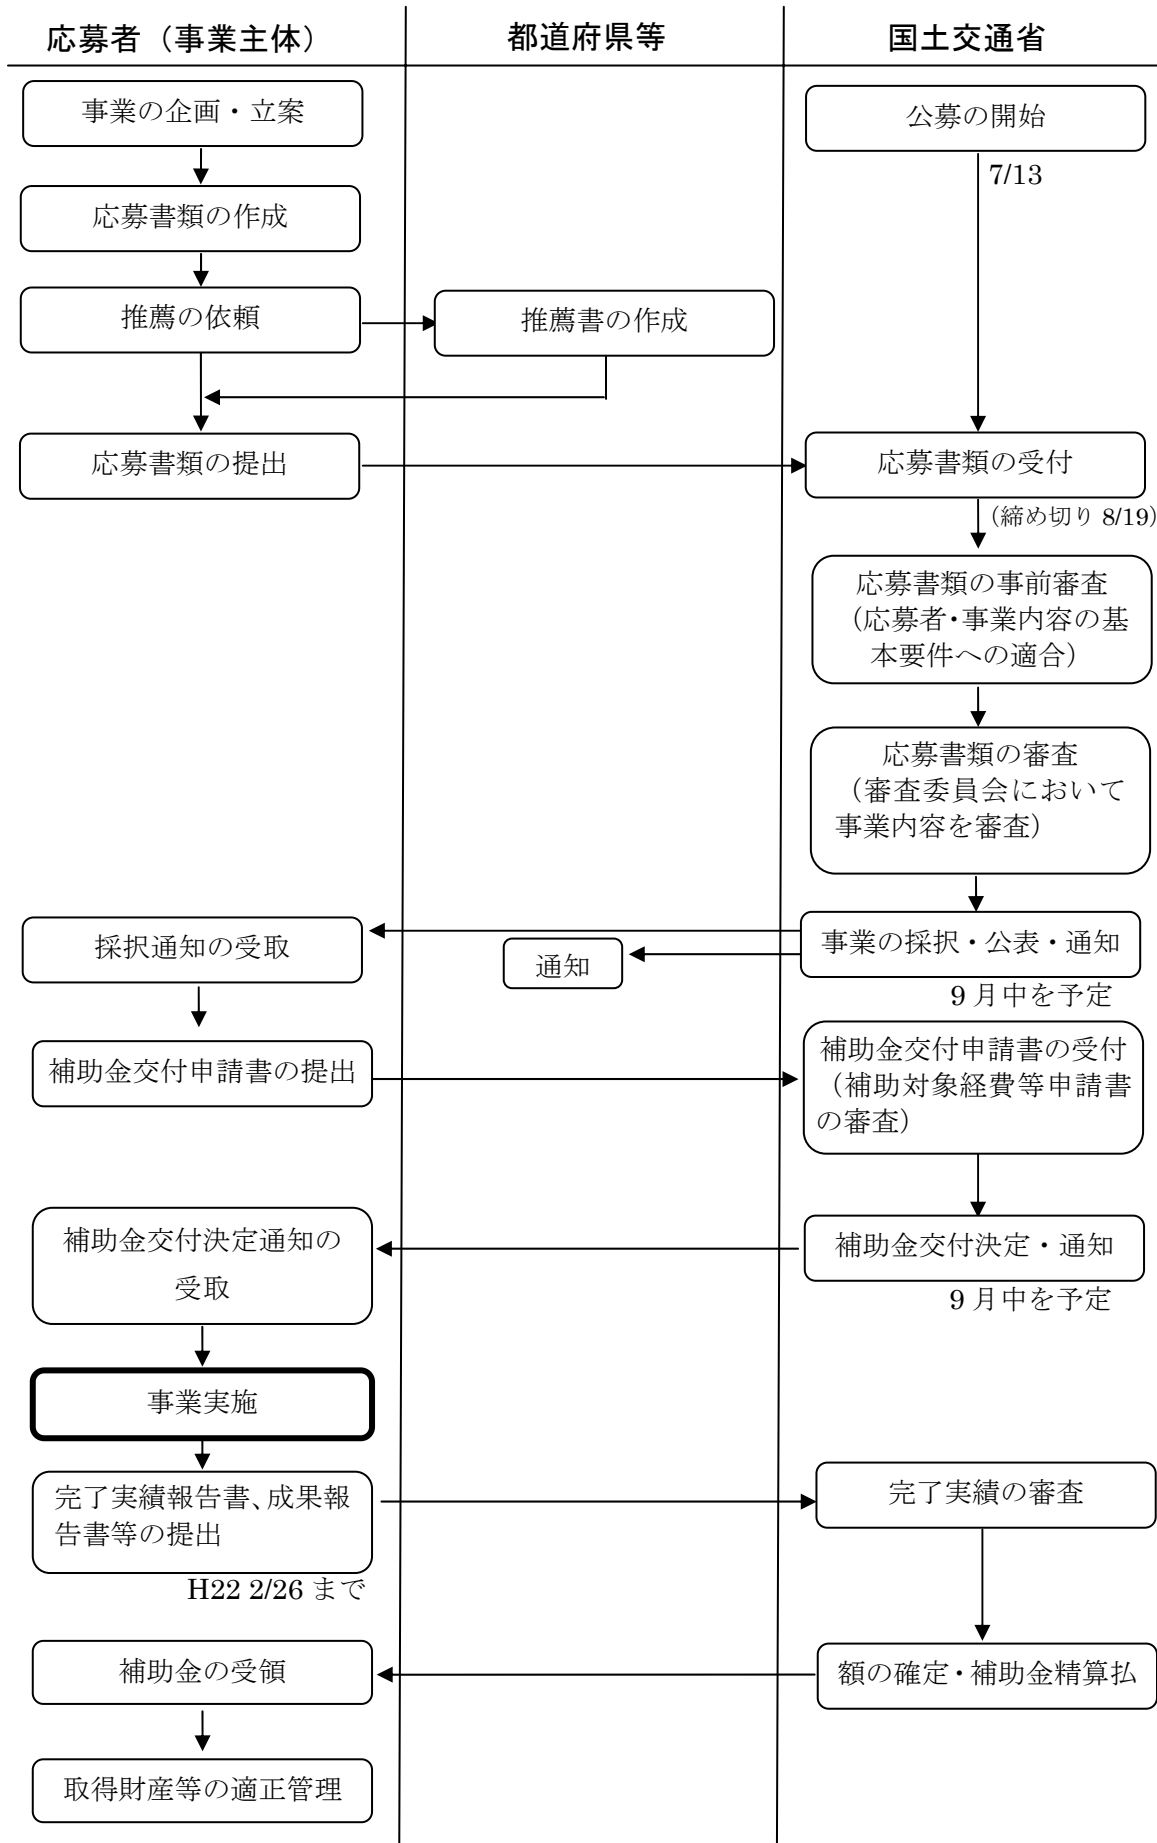 応募者（事業主体）
都道府県等
国土交通省
事業の企画・立案
公募の開始
7/13
応募書類の作成
推薦の依頼
推薦書の作成
応募書類の提出
応募書類の受付
（締め切り 8/19）
応募書類の事前審査
（応募者・事業内容の基
本要件への適合）
応募書類の審査
（審査委員会において
事業内容を審査）
採択通知の受取
通知
事業の採択・公表・通知
9 月中を予定
補助金交付申請書の提出
補助金交付申請書の受付
（補助対象経費等申請書
の審査）
補助金交付決定通知の
受取
補助金交付決定・通知
9 月中を予定
事業実施
完了実績報告書、成果報
告書等の提出
H22 2/26 まで
完了実績の審査
補助金の受領
額の確定・補助金精算払
取得財産等の適正管理